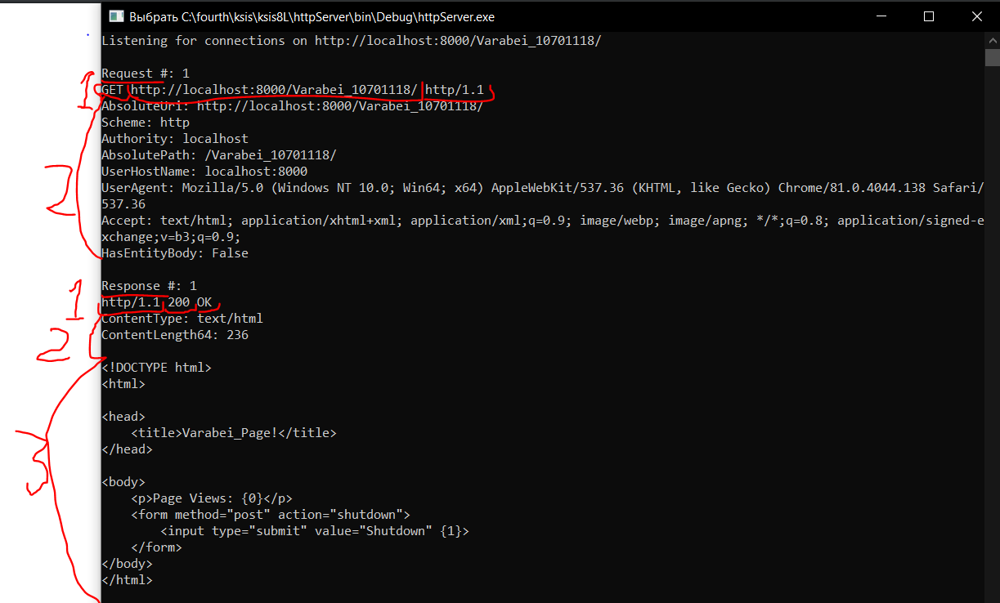 Выбрать C:\fourth\ksis\ksis8L\httpServer\bin\Debug\httpServer.exe
Listening for connections on http://localhost:8000/Varabei_10701118/
Request #: 1
1
GET http://localhost:8000/Varabei_10701118/ http/1.1
AbsoluteUri: http://localhost:8000/Varabei_10701118/
Scheme: http
Authority: localhost
AbsolutePath: /Varabei_10701118/
UserHostName: localhost:8000
2
UserAgent: Mozilla/5.0 (Windows NT 10.0; Win64; x64) AppleWebKit/537.36 (KHTML, like Gecko) Chrome/81.0.4044.138 Safari/
537.36
Accept: text/html; application/xhtml+xml; application/xml;q=0.9; image/webp; image/apng; */*;q=0.8; application/signed-e
xchange;v=b3;q=0.9;
HasEntityBody: False
Response #: 1
1
http/1.1 200 OK
ContentType: text/html
2
ContentLength64: 236
<!DOCTYPE html>
<html>
<head>
<title>Varabei_Page!</title>
</head>
3
<body>
<p>Page Views: {0}</p>
<form method="post" action="shutdown">
<input type="submit" value="Shutdown" {1}>
</form>
</body>
</html>